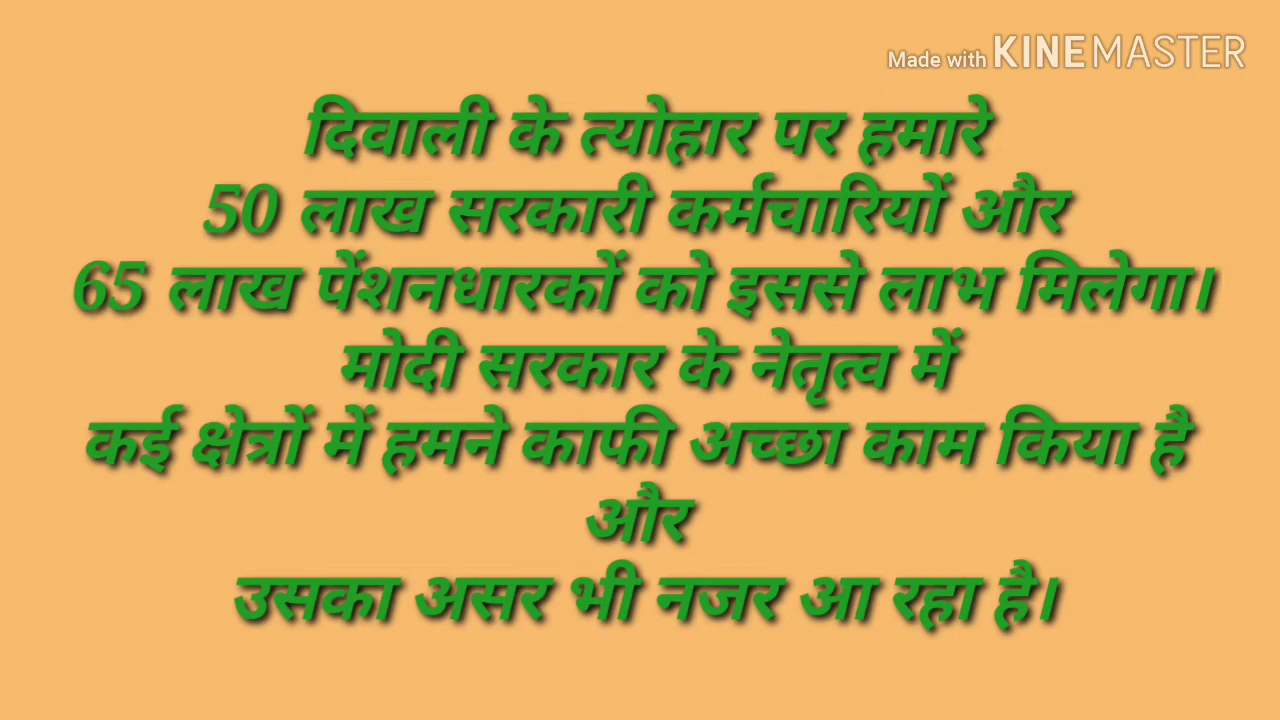 Made with KINEMASTER
दिवाली के त्योहार पर हमारे
50 लाख सरकारी कर्मचारियों और
65 लाख पेंशनधारकों को इससे लाभ मिलेगा।
मोदी सरकार के नेतृत्व में
कई क्षेत्रों में हमने काफी अच्छा काम किया है
और
उसका असर भी नजर आ रहा है।